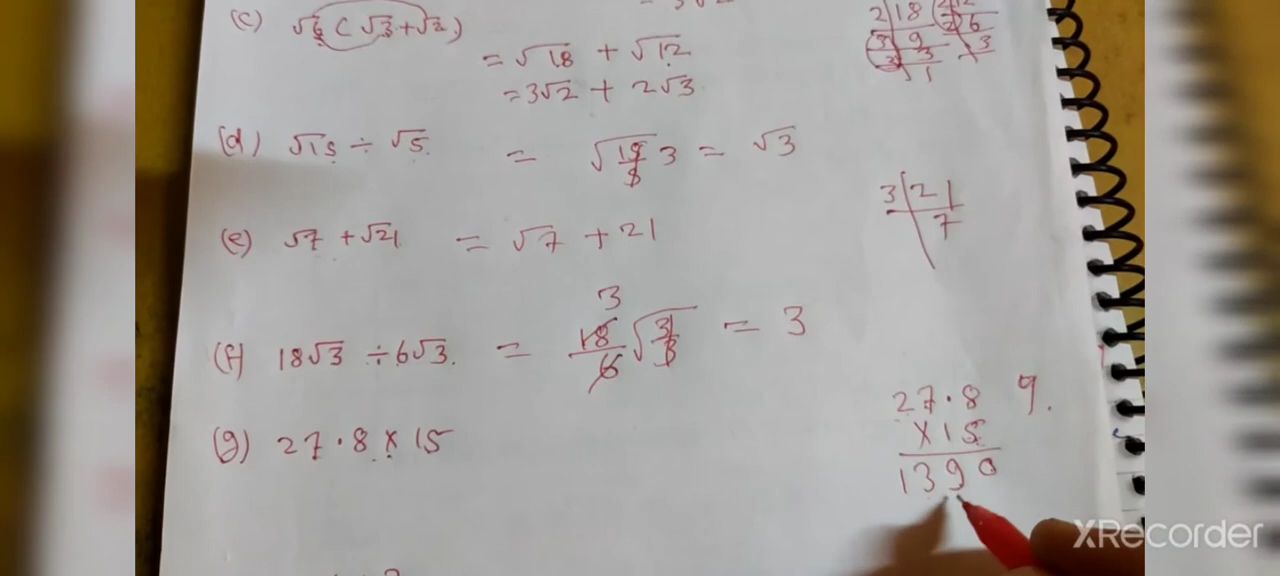 (c) √6 (√3+√2)
= √18 + √12
= 3√2 + 2√3
2|18
3|9
3|3
1
2|12
2|6
3
(d) √15 ÷ √5 = √15/5 3 = √3
(e) √7 + √21 = √7 + 21
3|21
7
(f) 18√3 ÷ 6√3 = 3 18/6 √3/3 = 3
(g) 27.8 × 15
27.8 9.
×15
1390
XRecorder